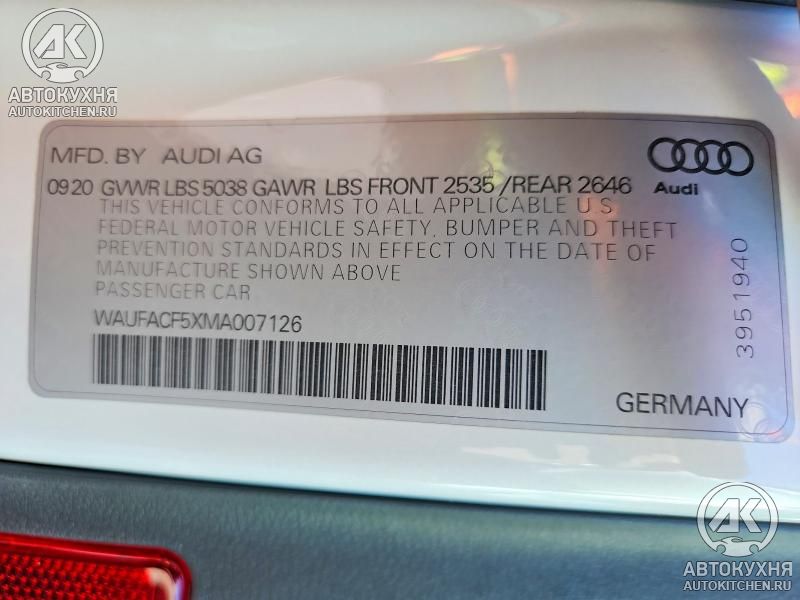 AK
АВТОКУХНЯ
AUTOKITCHEN.RU
MFD. BY AUDI AG
09 20 GVWR LBS 5038 GAWR LBS FRONT 2535 /REAR 2646
Audi
THIS VEHICLE CONFORMS TO ALL APPLICABLE U.S
FEDERAL MOTOR VEHICLE SAFETY, BUMPER AND THEFT
PREVENTION STANDARDS IN EFFECT ON THE DATE OF
MANUFACTURE SHOWN ABOVE
PASSENGER CAR
WAUFACF5XMA007126
3951940
GERMANY
AK
АВТОКУХНЯ
AUTOKITCHEN.RU